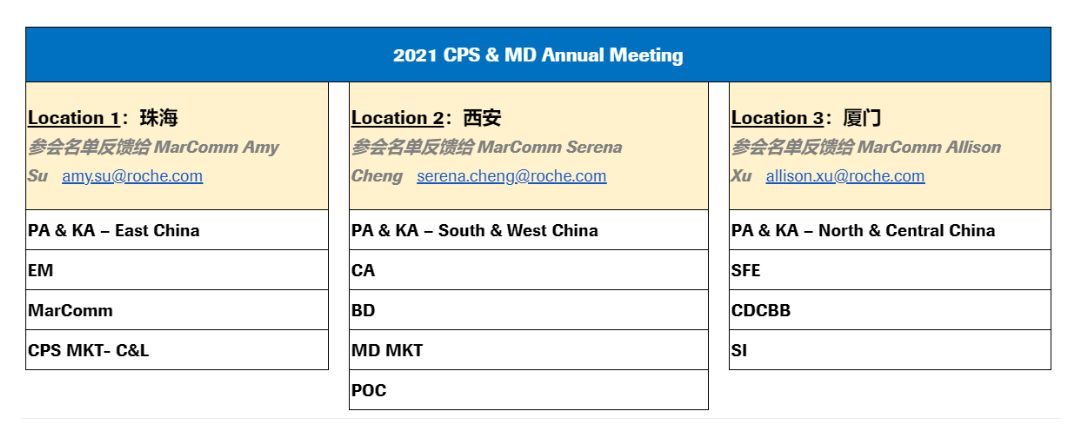 2021 CPS & MD Annual Meeting
Location 1：珠海
参会名单反馈给 MarComm Amy
Su amy.su@roche.com
PA & KA – East China
EM
MarComm
CPS MKT- C&L
Location 2：西安
参会名单反馈给 MarComm Serena
Cheng serena.cheng@roche.com
PA & KA – South & West China
CA
BD
MD MKT
POC
Location 3：厦门
参会名单反馈给 MarComm Allison
Xu allison.xu@roche.com
PA & KA – North & Central China
SFE
CDCBB
SI